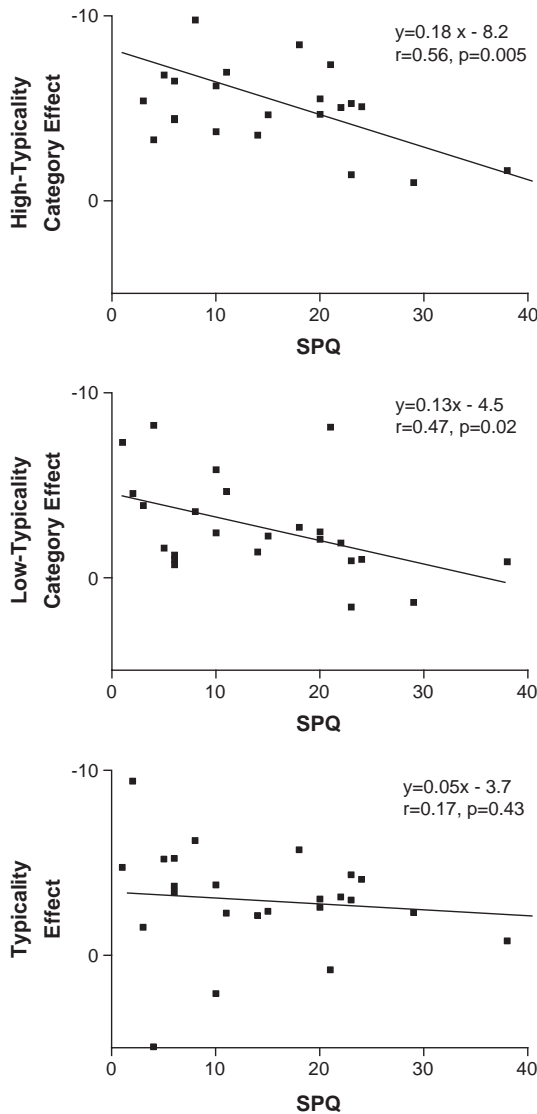 -10
y=0.18 x - 8.2
r=0.56, p=0.005
High-Typicality
Category Effect
0
0
10
20
30
40
SPQ
-10
y=0.13x - 4.5
r=0.47, p=0.02
Low-Typicality
Category Effect
0
0
10
20
30
40
SPQ
-10
y=0.05x - 3.7
r=0.17, p=0.43
Typicality
Effect
0
0
10
20
30
40
SPQ